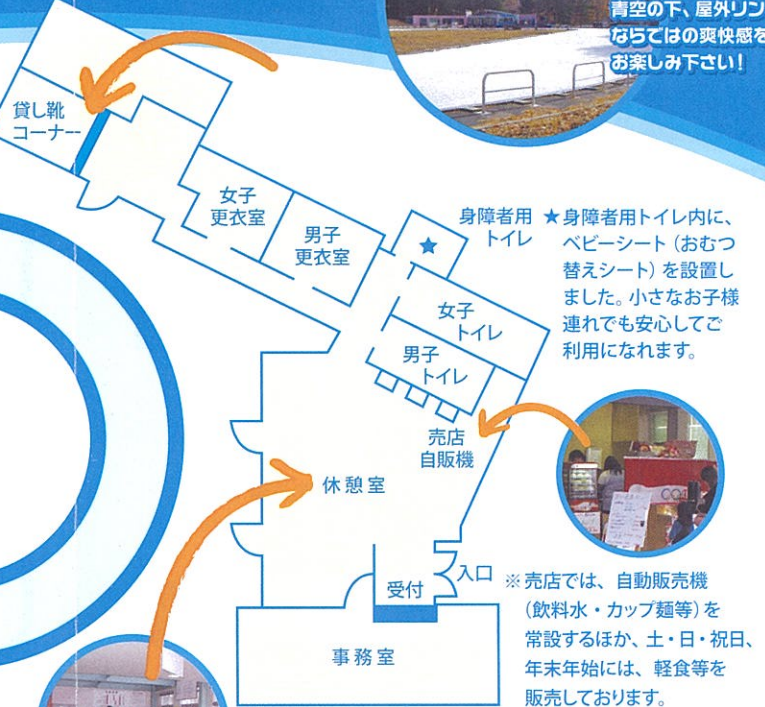 青空の下、屋外リン
ならではの爽快感を
お楽しみ下さい！
貸し靴
コーナー
女子
更衣室
男子
更衣室
身障者用
トイレ
★身障者用トイレ内に、
ベビーシート（おむつ
替えシート）を設置し
ました。小さなお子様
連れでも安心してご
利用になれます。
★
女子
トイレ
男子
トイレ
売店
自販機
休憩室
受付
入口
事務室
※売店では、自動販売機
（飲料水・カップ麺等）を
常設するほか、土・日・祝日、
年末年始には、軽食等を
販売しております。